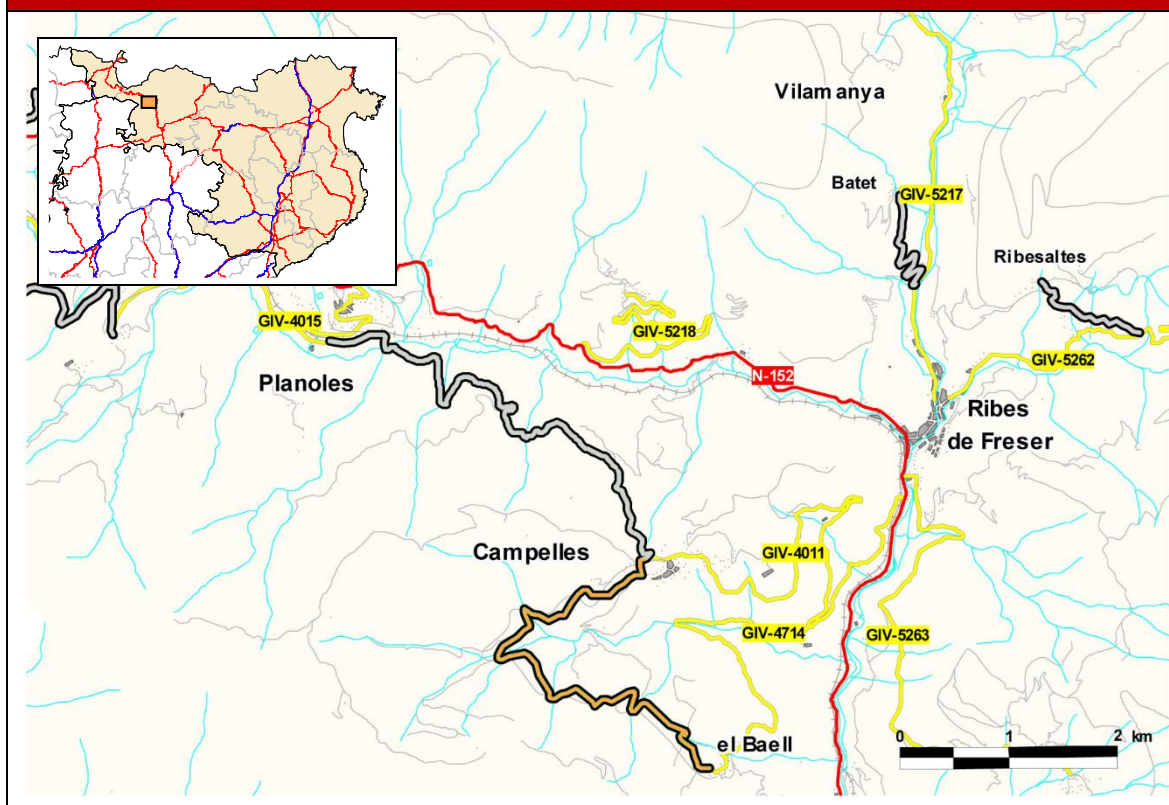 Vilamanya
Batet
GIV-5217
Ribesaltes
GIV-4015
GIV-5218
GIV-5262
Planoles
N-152
Ribes
de Freser
Campelles
GIV-4011
GIV-4714
GIV-5263
el Baell
0 1 2 km